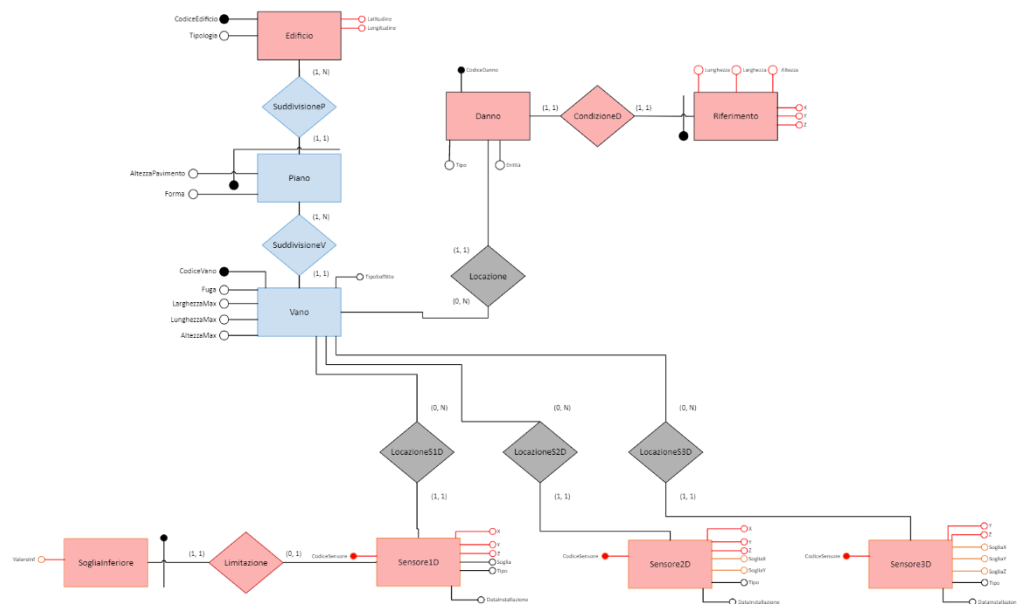 CodiceEdificio
Tipologia
Edificio
Latitudine
Longitudine
(1, N)
SuddivisioneP
AltezzaPavimento
Forma
Piano
(1, N)
SuddivisioneV
(1, 1)
CodiceVano
Fuga
LarghezzaMax
LunghezzaMax
AltezzaMax
Vano
TipoSoffitto
CodiceDanno
Danno
Tipo
Entità
(1, 1)
CondizioneD
(1, 1)
Lunghezza
Larghezza
Altezza
Riferimento
X
Y
Z
(1, 1)
Locazione
(0, N)
(0, N)
LocazioneS1D
(1, 1)
(0, N)
LocazioneS2D
(1, 1)
(0, N)
LocazioneS3D
(1, 1)
ValoreInf
SogliaInferiore
(1, 1)
Limitazione
(0, 1)
CodiceSensore
Sensore1D
X
Y
Z
Soglia
Tipo
DataInstallazione
CodiceSensore
Sensore2D
X
Y
Z
SogliaX
SogliaY
Tipo
DataInstallazione
CodiceSensore
Sensore3D
Y
Z
SogliaX
SogliaY
SogliaZ
Tipo
DataInstallazion